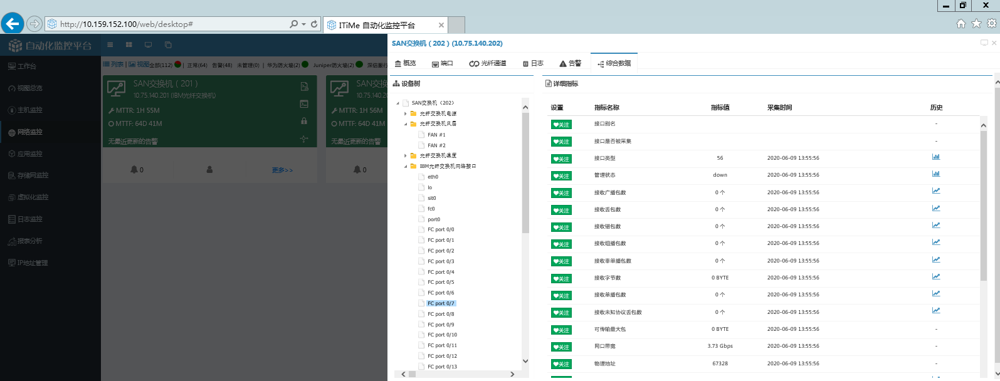 http://10.159.152.100/web/desktop#
ITiMe 自动化监控平台
自动化监控平台
工作台
视图总览
主机监控
网络监控
应用监控
存储网监控
虚拟化监控
日志监控
报表分析
IP地址管理
列表 | 视图 全部(112) | 正常(64) 告警(48) 未管理(0) | 华为防火墙(2) Juniper防火墙(2) 深信服行
SAN交换机（201）
10.75.140.201 (IBM光纤交换机)
MTTR: 1H 55M
MTTF: 64D 41M
无最近更新的告警
0
更多>>
SAN交换
10.75.140.20
MTTR: 1H 56M
MTTF: 64D 41M
无最近更新的告警
0
SAN交换机（202）(10.75.140.202)
概览 端口 光纤通道 日志 告警 综合数据
设备树
SAN交换机（202）
光纤交换机电源
光纤交换机风扇
FAN #1
FAN #2
光纤交换机温度
IBM光纤交换机网络接口
eth0
lo
sit0
fc0
port0
FC port 0/0
FC port 0/1
FC port 0/2
FC port 0/3
FC port 0/4
FC port 0/5
FC port 0/6
FC port 0/7
FC port 0/8
FC port 0/9
FC port 0/10
FC port 0/11
FC port 0/12
FC port 0/13
详细指标
设置 指标名称 指标值 采集时间 历史
关注 接口别名 -
关注 接口是否被采集 -
关注 接口类型 56 2020-06-09 13:55:56
关注 管理状态 down 2020-06-09 13:55:56
关注 接收广播包数 0 个 2020-06-09 13:55:56
关注 接收丢包数 0 个 2020-06-09 13:55:56
关注 接收错包数 0 个 2020-06-09 13:55:56
关注 接收组播包数 0 个 2020-06-09 13:55:56
关注 接收非单播包数 0 个 2020-06-09 13:55:56
关注 接收字节数 0 BYTE 2020-06-09 13:55:56
关注 接收单播包数 0 个 2020-06-09 13:55:56
关注 接收未知协议丢包数 0 个 2020-06-09 13:55:56
关注 可传输最大包 0 BYTE 2020-06-09 13:55:56 -
关注 网口带宽 3.73 Gbps 2020-06-09 13:55:56 -
关注 物理地址 67328 2020-06-09 13:55:56 -